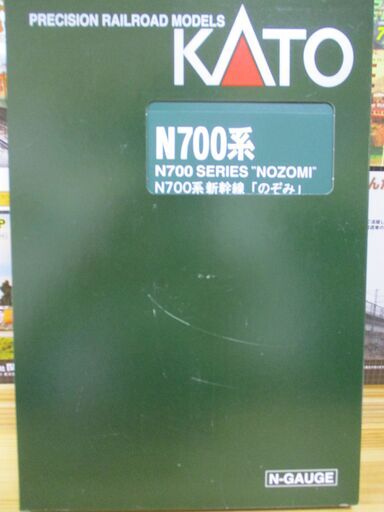 PRECISION RAILROAD MODELS
KATO
N700系
N700 SERIES "NOZOMI"
N700系新幹線「のぞみ」
N-GAUGE